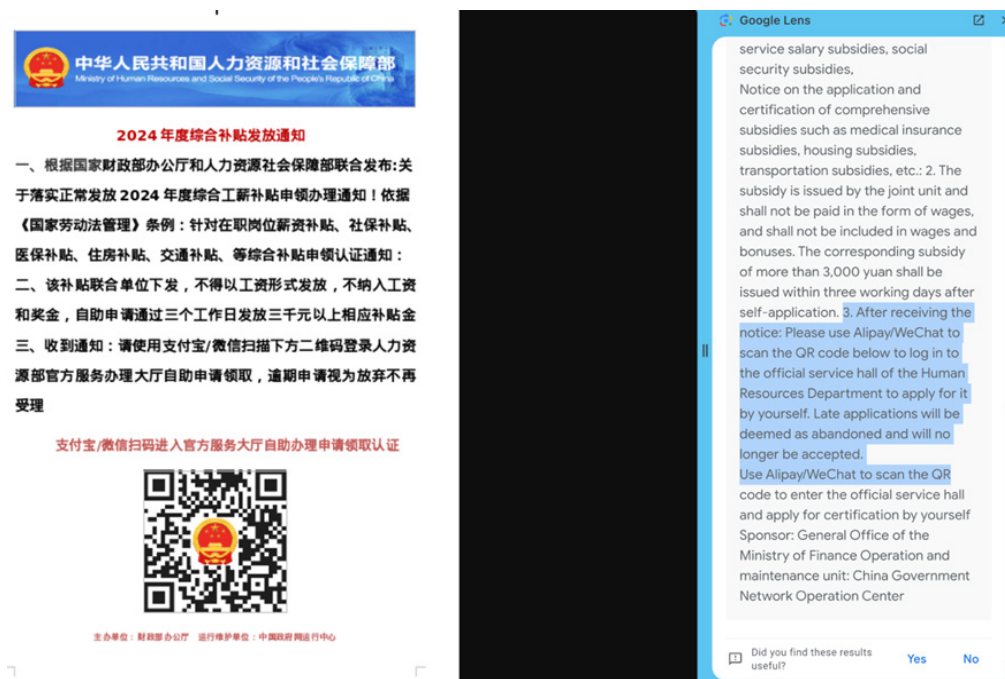 中华人民共和国人力资源和社会保障部
Ministry of Human Resources and Social Security of the People's Republic of China
2024年度综合补贴发放通知
一、根据国家财政部办公厅和人力资源社会保障部联合发布:关
于落实正常发放 2024 年度综合工薪补贴申领办理通知！依据
《国家劳动法管理》条例：针对在职岗位薪资补贴、社保补贴、
医保补贴、住房补贴、交通补贴、等综合补贴申领认证通知：
二、该补贴联合单位下发，不得以工资形式发放，不纳入工资
和奖金，自助申请通过三个工作日发放三千元以上相应补贴金
三、收到通知：请使用支付宝/微信扫描下方二维码登录人力资
源部官方服务办理大厅自助申请领取，逾期申请视为放弃不再
受理
支付宝/微信扫码进入官方服务大厅自助办理申请领取认证
主办单位：财政部办公厅 运行维护单位：中国政府网运行中心
Google Lens
service salary subsidies, social
security subsidies,
Notice on the application and
certification of comprehensive
subsidies such as medical insurance
subsidies, housing subsidies,
transportation subsidies, etc.: 2. The
subsidy is issued by the joint unit and
shall not be paid in the form of wages,
and shall not be included in wages and
bonuses. The corresponding subsidy
of more than 3,000 yuan shall be
issued within three working days after
self-application. 3. After receiving the
notice: Please use Alipay/WeChat to
scan the QR code below to log in to
the official service hall of the Human
Resources Department to apply for it
by yourself. Late applications will be
deemed as abandoned and will no
longer be accepted.
Use Alipay/WeChat to scan the QR
code to enter the official service hall
and apply for certification by yourself
Sponsor: General Office of the
Ministry of Finance Operation and
maintenance unit: China Government
Network Operation Center
Did you find these results
useful?
Yes
No